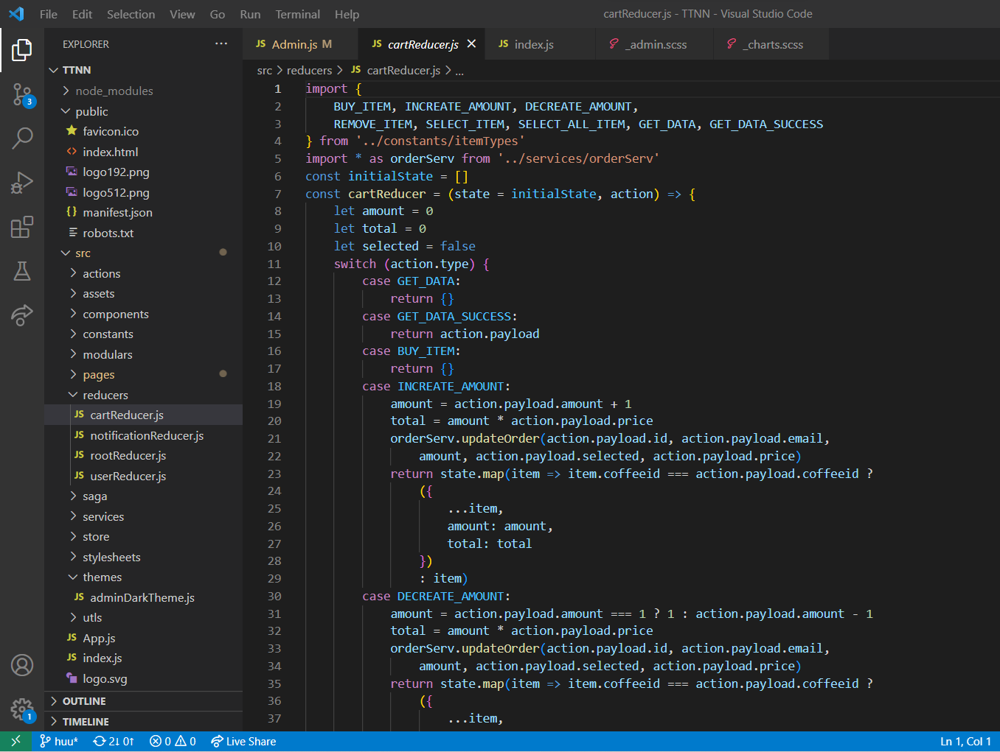 File Edit Selection View Go Run Terminal Help
cartReducer.js - TTNN - Visual Studio Code
EXPLORER
TTNN
node_modules
public
favicon.ico
index.html
logo192.png
logo512.png
manifest.json
robots.txt
src
actions
assets
components
constants
modulars
pages
reducers
JS cartReducer.js
JS notificationReducer.js
JS rootReducer.js
JS userReducer.js
saga
services
store
stylesheets
themes
JS adminDarkTheme.js
utls
JS App.js
JS index.js
logo.svg
OUTLINE
TIMELINE
3
1
JS Admin.js M
JS cartReducer.js
JS index.js
_admin.scss
_charts.scss
src > reducers > JS cartReducer.js > ...
1 import {
2 BUY_ITEM, INCREATE_AMOUNT, DECREATE_AMOUNT,
3 REMOVE_ITEM, SELECT_ITEM, SELECT_ALL_ITEM, GET_DATA, GET_DATA_SUCCESS
4 } from '../constants/itemTypes'
5 import * as orderServ from '../services/orderServ'
6 const initialState = []
7 const cartReducer = (state = initialState, action) => {
8 let amount = 0
9 let total = 0
10 let selected = false
11 switch (action.type) {
12 case GET_DATA:
13 return {}
14 case GET_DATA_SUCCESS:
15 return action.payload
16 case BUY_ITEM:
17 return {}
18 case INCREATE_AMOUNT:
19 amount = action.payload.amount + 1
20 total = amount * action.payload.price
21 orderServ.updateOrder(action.payload.id, action.payload.email,
22 amount, action.payload.selected, action.payload.price)
23 return state.map(item => item.coffeeid === action.payload.coffeeid ?
24 ({
25 ...item,
26 amount: amount,
27 total: total
28 })
29 : item)
30 case DECREATE_AMOUNT:
31 amount = action.payload.amount === 1 ? 1 : action.payload.amount - 1
32 total = amount * action.payload.price
33 orderServ.updateOrder(action.payload.id, action.payload.email,
34 amount, action.payload.selected, action.payload.price)
35 return state.map(item => item.coffeeid === action.payload.coffeeid ?
36 ({
37 ...item,
huu* 2↓ 0↑ 0 0 Live Share
Ln 1, Col 1